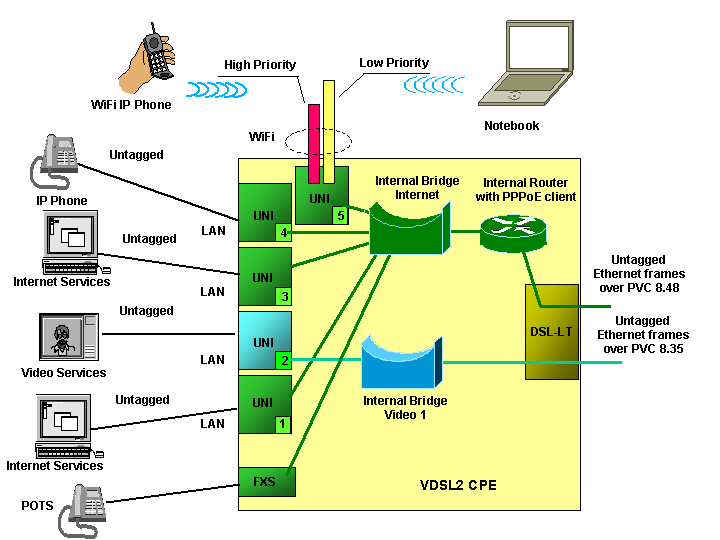 High Priority
Low Priority
WiFi IP Phone
Notebook
WiFi
Untagged
IP Phone
LAN
UNI
4
UNI
5
Internal Bridge
Internet
Internal Router
with PPPoE client
Untagged
Internet Services
LAN
UNI
3
Untagged
Ethernet frames
over PVC 8.48
Untagged
Video Services
LAN
UNI
2
DSL-LT
Untagged
Ethernet frames
over PVC 8.35
Internal Bridge
Video 1
Untagged
Internet Services
LAN
UNI
1
POTS
FXS
VDSL2 CPE